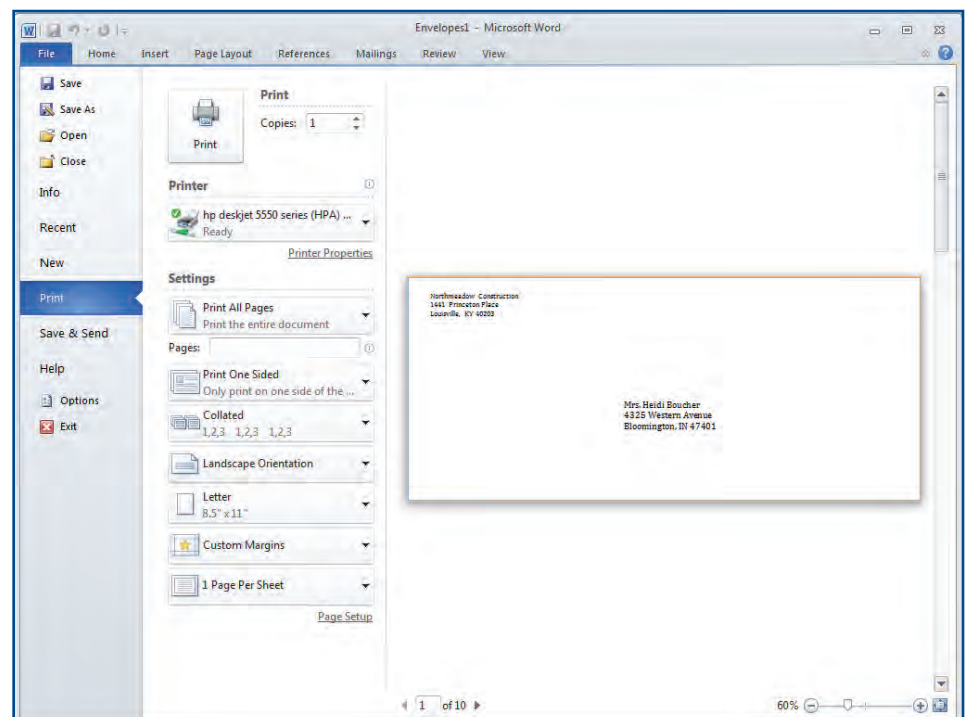 Envelopes1 - Microsoft Word
File Home Insert Page Layout References Mailings Review View
Save
Save As
Open
Close
Info
Recent
New
Print
Save & Send
Help
Options
Exit
Print
Print
Copies: 1
Printer
hp deskjet 5550 series (HPA) ...
Ready
Printer Properties
Settings
Print All Pages
Print the entire document
Pages:
Print One Sided
Only print on one side of the ...
Collated
1,2,3 1,2,3 1,2,3
Landscape Orientation
Letter
8.5" x 11"
Custom Margins
1 Page Per Sheet
Page Setup
Northmeadow Construction
1441 Princeton Place
Louisville, KY 40203
Mrs. Heidi Boucher
4325 Western Avenue
Bloomington, IN 47401
1 of 10
60%